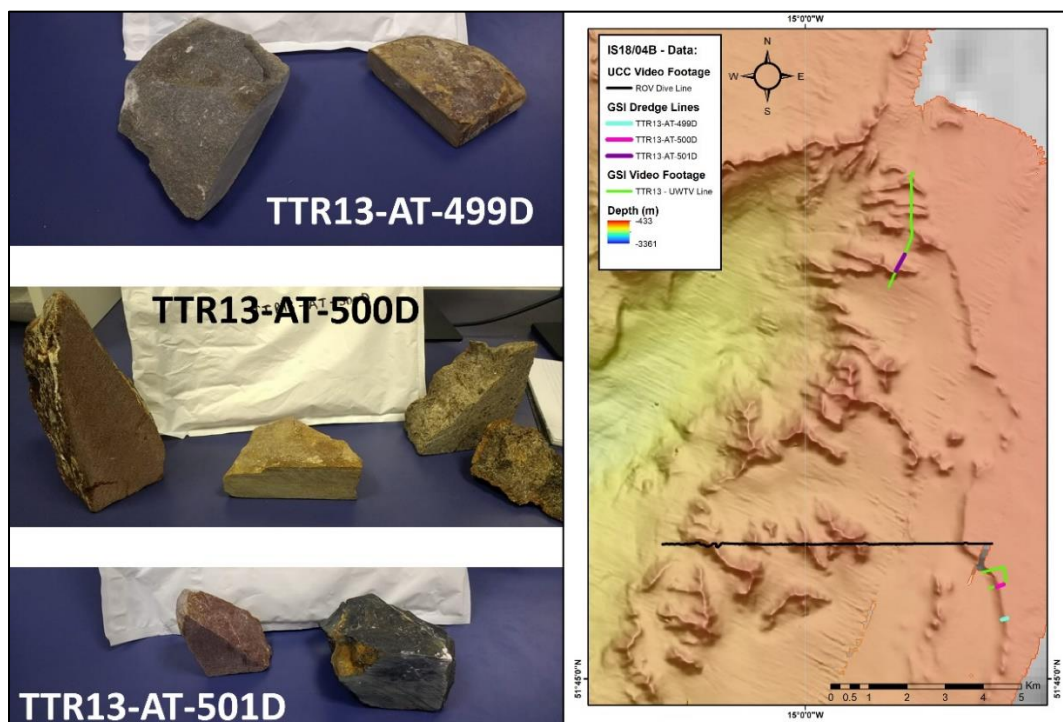 TTR13-AT-499D
TTR13-AT-500D
TTR13-AT-501D
15°0'0"W
IS18/04B - Data:
UCC Video Footage
ROV Dive Line
GSI Dredge Lines
TTR13-AT-499D
TTR13-AT-500D
TTR13-AT-501D
GSI Video Footage
TTR13 - UWTV Line
Depth (m)
-433
-3361
N
W E
S
51°45'0"N
51°45'0"N
Km
0 0.5 1 2 3 4 5
15°0'0"W